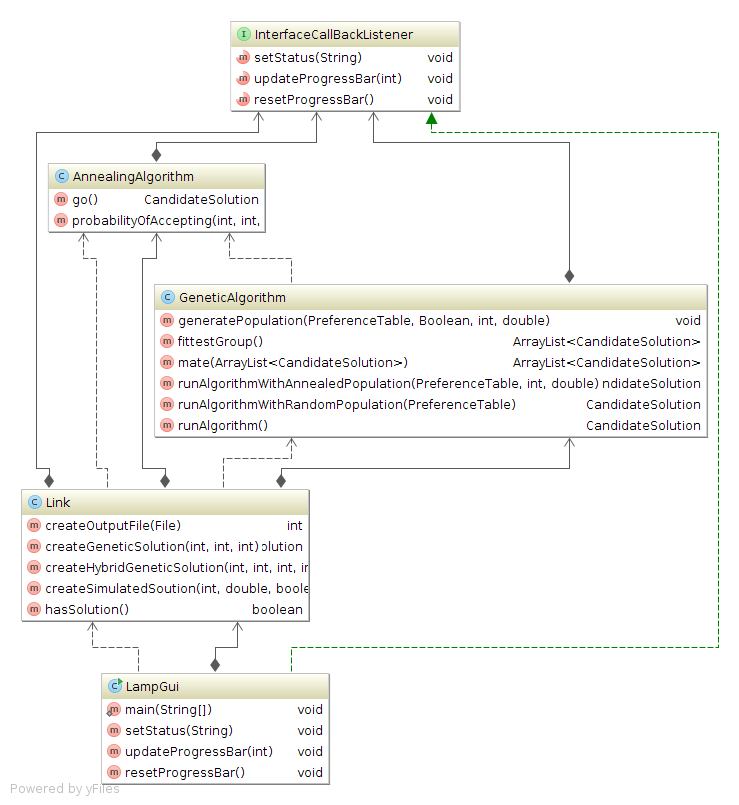 I InterfaceCallBackListener
m setStatus(String) void
m updateProgressBar(int) void
m resetProgressBar() void
C AnnealingAlgorithm
m go() CandidateSolution
m probabilityOfAccepting(int, int,
C GeneticAlgorithm
m generatePopulation(PreferenceTable, Boolean, int, double) void
m fittestGroup() ArrayList<CandidateSolution>
m mate(ArrayList<CandidateSolution>) ArrayList<CandidateSolution>
m runAlgorithmWithAnnealedPopulation(PreferenceTable, int, double) ndidateSolution
m runAlgorithmWithRandomPopulation(PreferenceTable) CandidateSolution
m runAlgorithm() CandidateSolution
C Link
m createOutputFile(File) int
m createGeneticSolution(int, int, int) olution
m createHybridGeneticSolution(int, int, int, in
m createSimulatedSoution(int, double, boole
m hasSolution() boolean
C LampGui
m main(String[]) void
m setStatus(String) void
m updateProgressBar(int) void
m resetProgressBar() void
Powered by yFiles